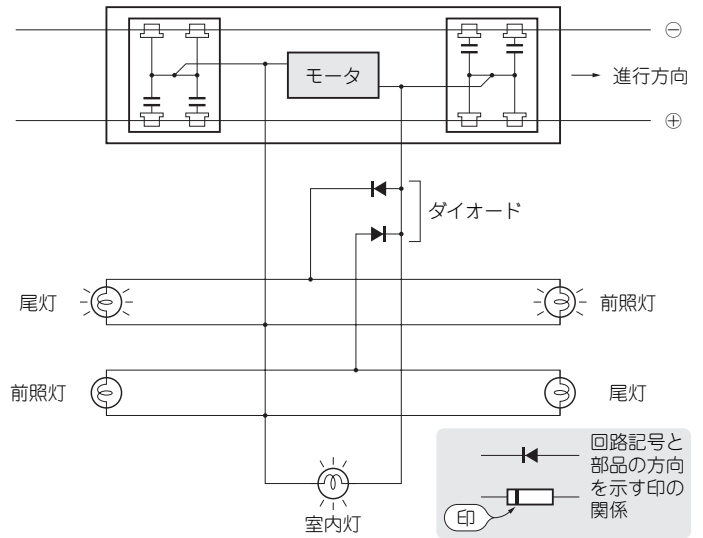 ⊖
モータ
進行方向
⊕
ダイオード
尾灯
前照灯
前照灯
尾灯
室内灯
回路記号と
部品の方向
を示す印の
関係
印